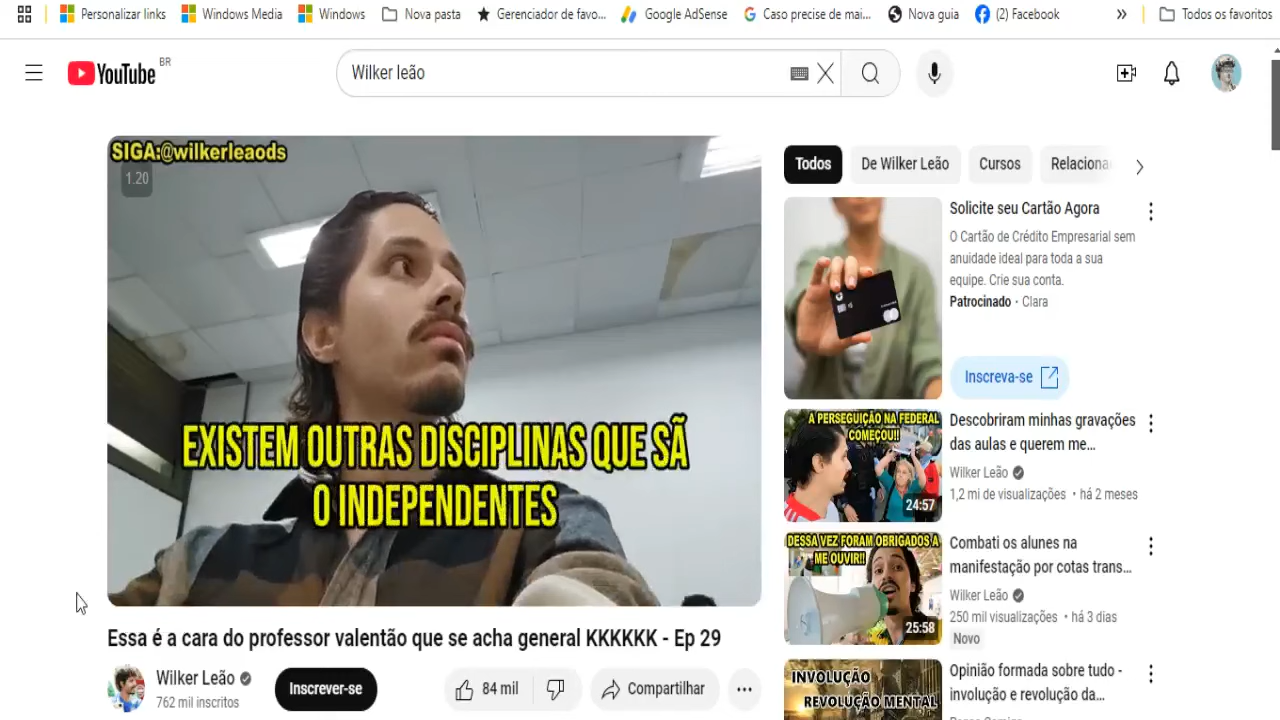 Personalizar links
Windows Media
Windows
Nova pasta
Gerenciador de favo...
Google AdSense
Caso precise de mai...
Nova guia
(2) Facebook
Todos os favoritos
YouTube BR
Wilker leão
SIGA:@wilkerleaods
1.20
EXISTEM OUTRAS DISCIPLINAS QUE SÃ
O INDEPENDENTES
Essa é a cara do professor valentão que se acha general KKKKKK - Ep 29
Wilker Leão
762 mil inscritos
Inscrever-se
84 mil
Compartilhar
Todos
De Wilker Leão
Cursos
Relaciona
Solicite seu Cartão Agora
O Cartão de Crédito Empresarial sem
anuidade ideal para toda a sua
equipe. Crie sua conta.
Patrocinado · Clara
Inscreva-se
A PERSEGUIÇÃO NA FEDERAL
COMEÇOU!!
24:57
Descobriram minhas gravações
das aulas e querem me...
Wilker Leão
1,2 mi de visualizações · há 2 meses
DESSA VEZ FORAM OBRIGADOS A
ME OUVIR!!
25:58
Combati os alunes na
manifestação por cotas trans...
Wilker Leão
250 mil visualizações · há 3 dias
Novo
INVOLUÇÃO
REVOLUÇÃO MENTAL
Opinião formada sobre tudo -
involução e revolução da...